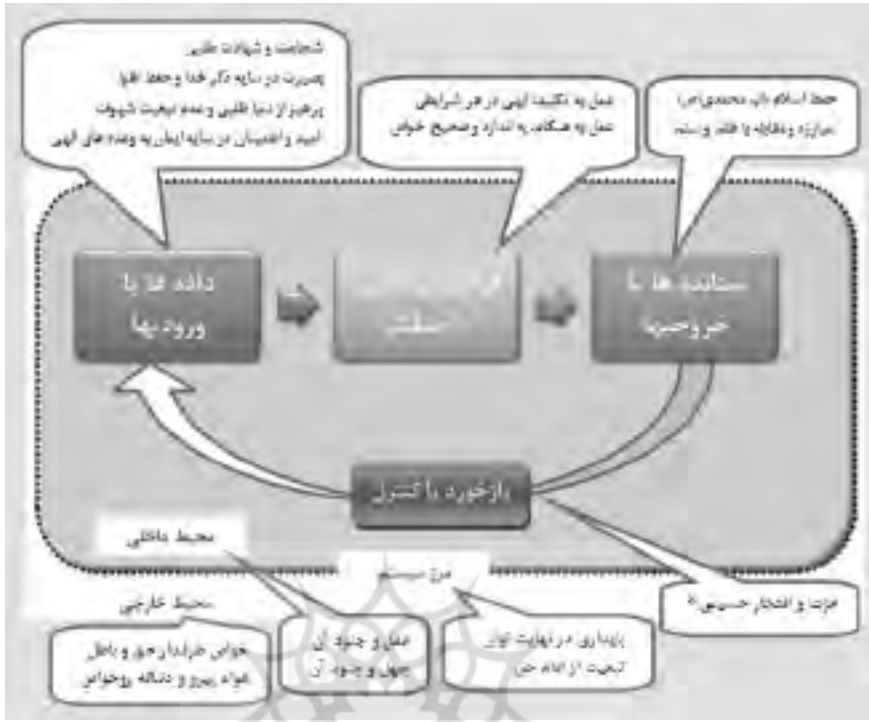 شجاعت و شهادت طلبی
بصیرت در سایه ذکر خدا و حفظ تقوا
پرهیز از دنیا طلبی و عدم تبعیت شهوات
امید و اطمینان در سایه ایمان به وعده های الهی
عمل به تکلیف الهی در هر شرایطی
عمل به هنگام، به اندازه و صحیح خواص
حفظ اسلام ناب محمدی(ص)
مبارزه و مقابله با ظلم و ستم
داده ها یا
ورودیها
ستانده ها یا
خروجیها
بازخورد یا کنترل
محیط داخلی
مرز سیستم
محیط خارجی
عزت و افتخار حسینی
پایداری در نهایت توان
تبعیت از امام حق
عقل و جنود آن
جهل و جنود آن
خواص طرفدار حق و باطل
عوام پیرو و دنباله رو خواص